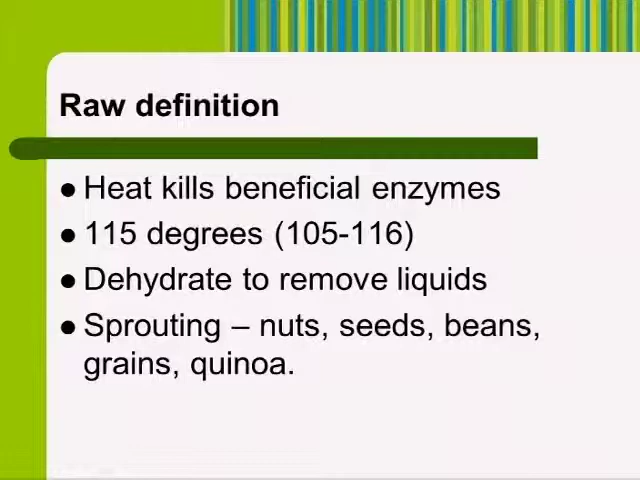 Raw definition
● Heat kills beneficial enzymes
● 115 degrees (105-116)
● Dehydrate to remove liquids
● Sprouting – nuts, seeds, beans,
grains, quinoa.